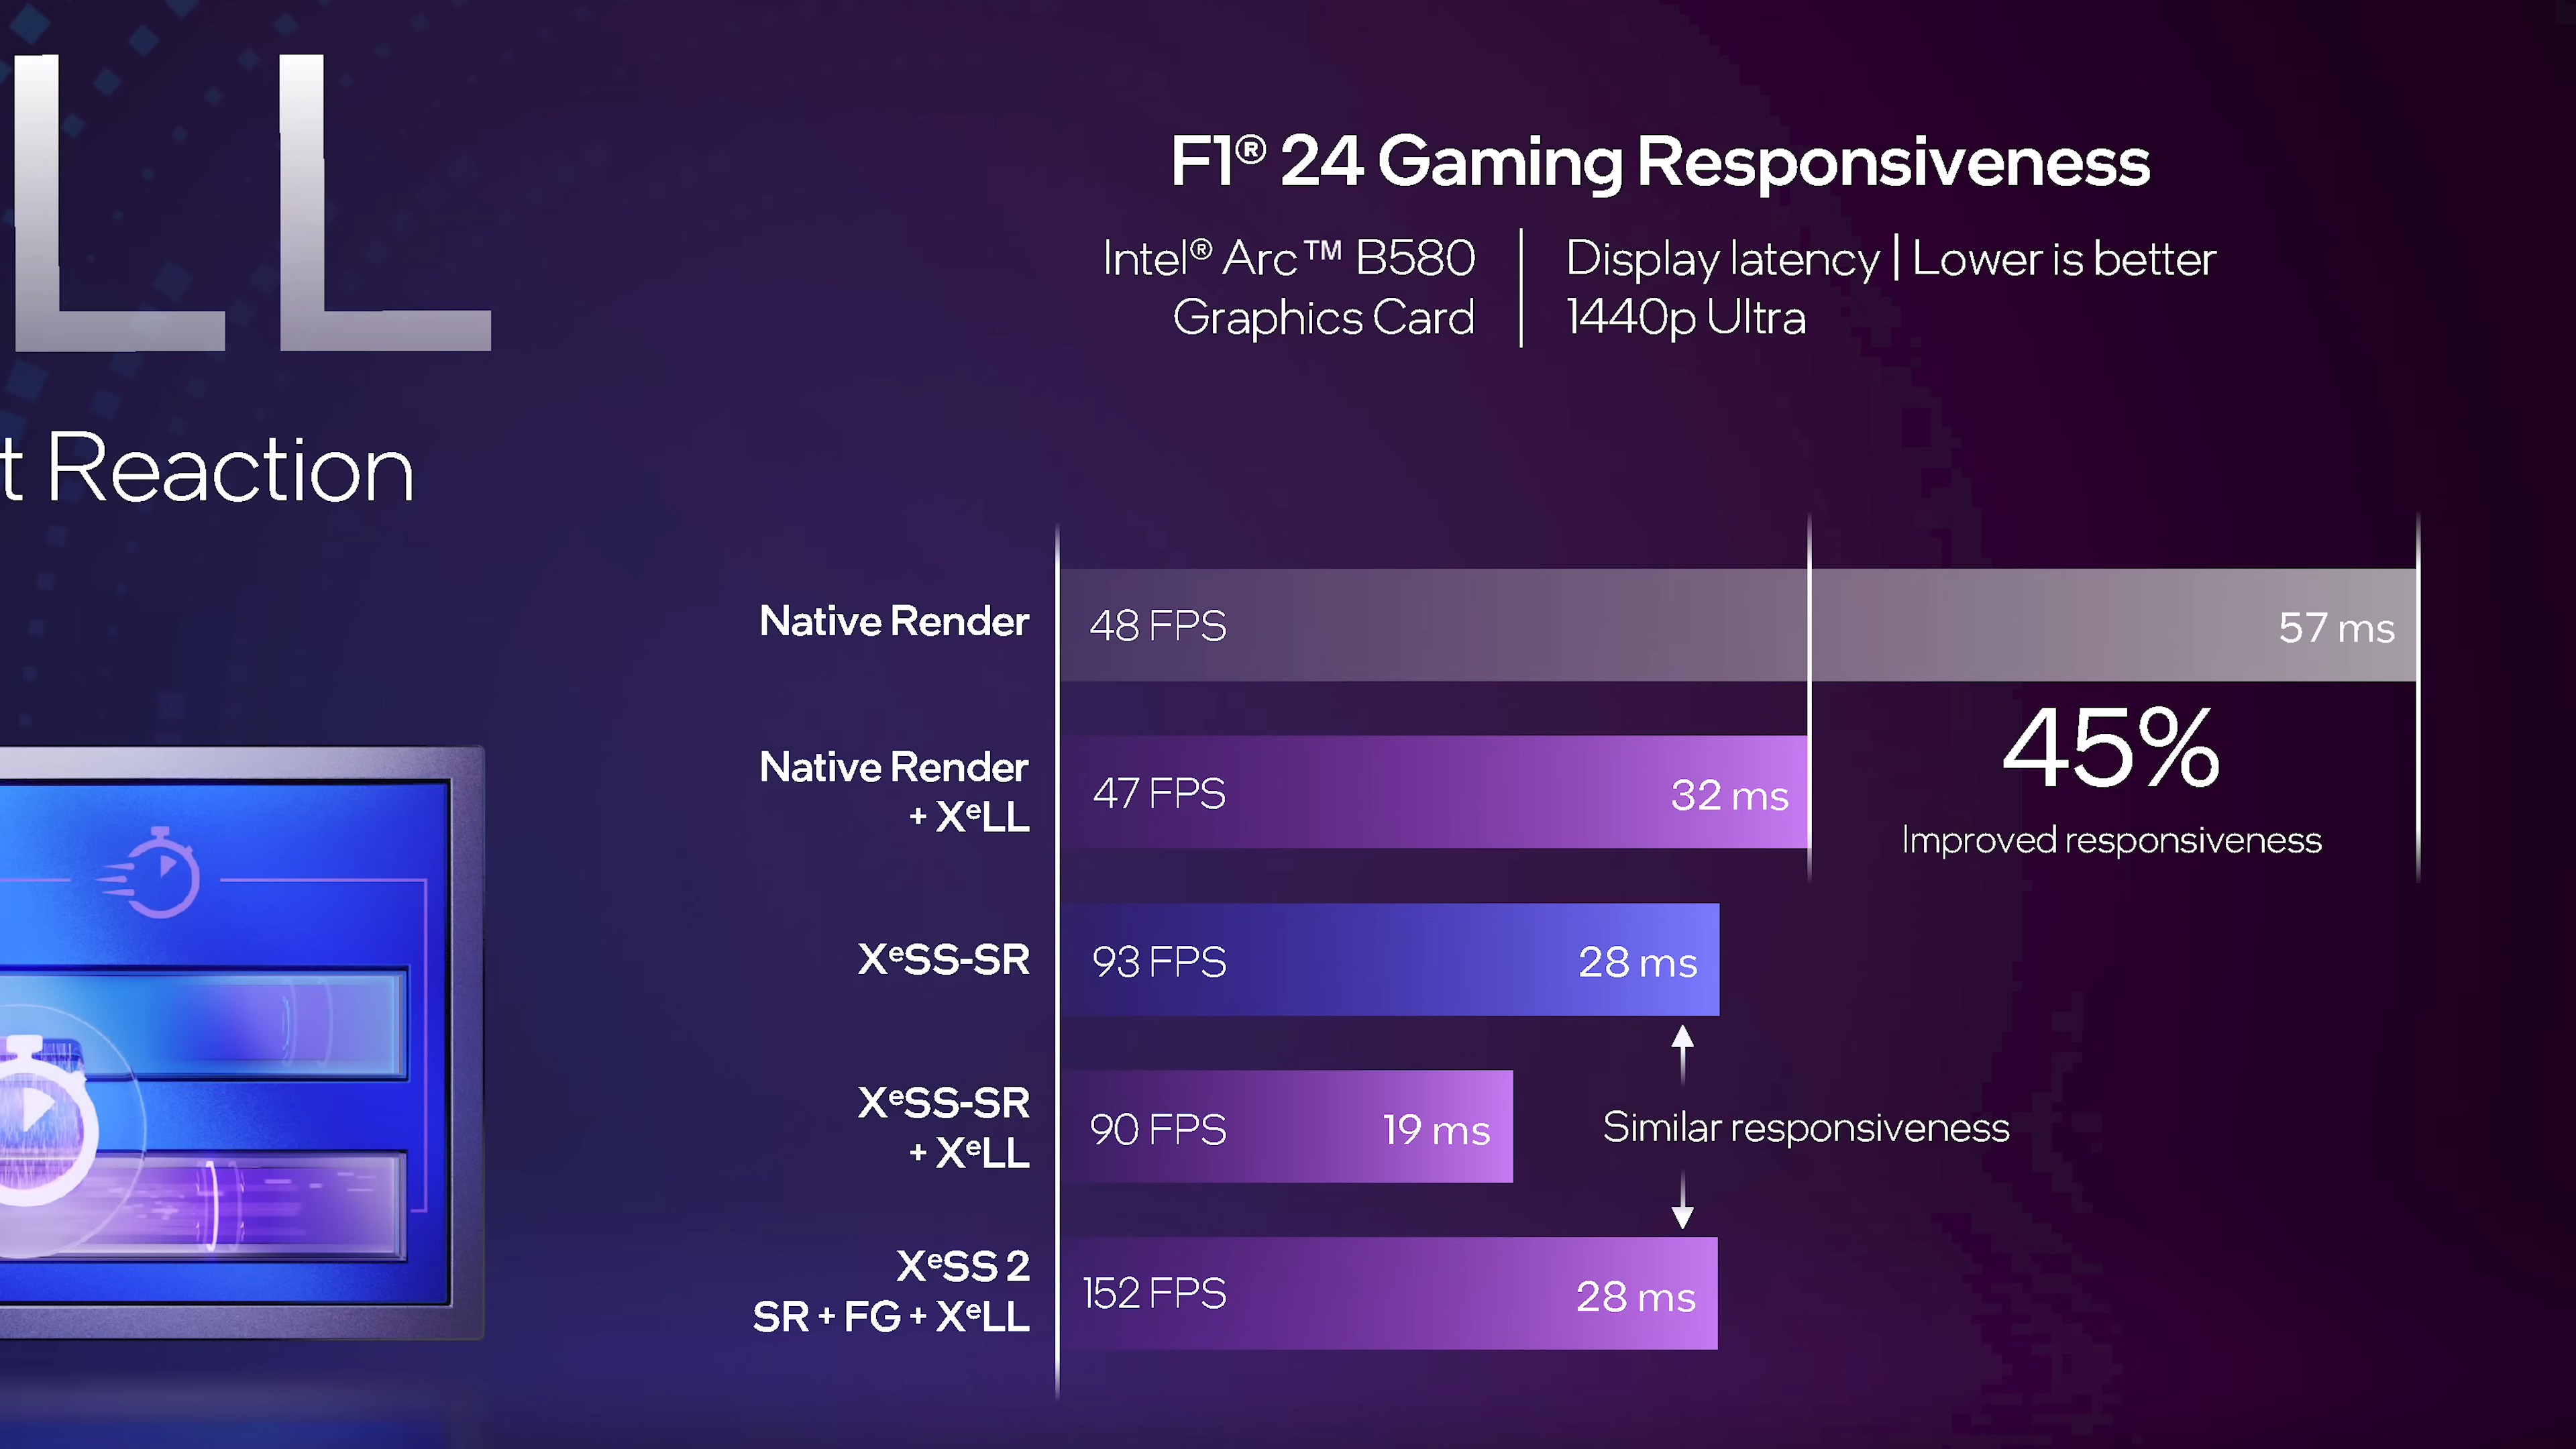 LL
t Reaction
F1® 24 Gaming Responsiveness
Intel® Arc™ B580
Graphics Card
Display latency | Lower is better
1440p Ultra
Native Render
48 FPS
57 ms
Native Render
+ XeLL
47 FPS
32 ms
45%
Improved responsiveness
XeSS-SR
93 FPS
28 ms
XeSS-SR
+ XeLL
90 FPS
19 ms
Similar responsiveness
XeSS 2
SR + FG + XeLL
152 FPS
28 ms